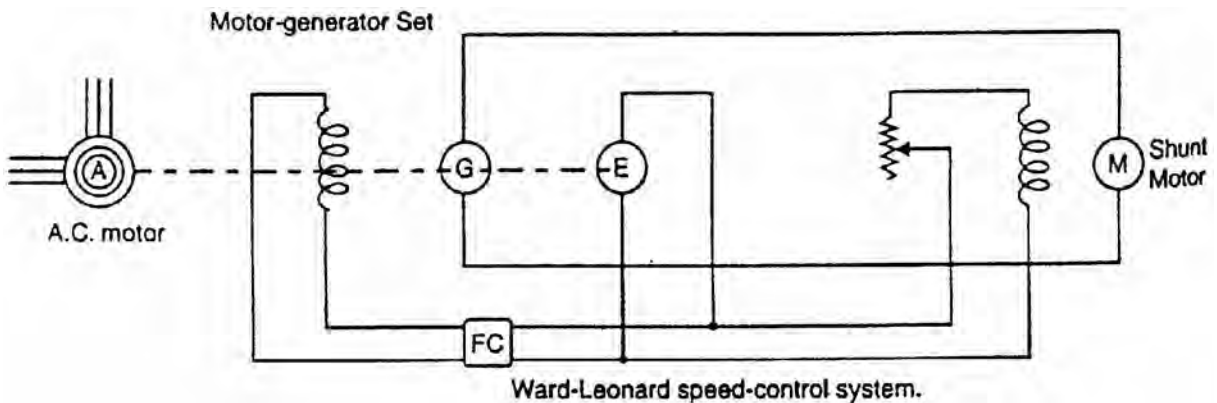 Motor-generator Set
A
A.C. motor
G
E
M
Shunt
Motor
FC
Ward-Leonard speed-control system.